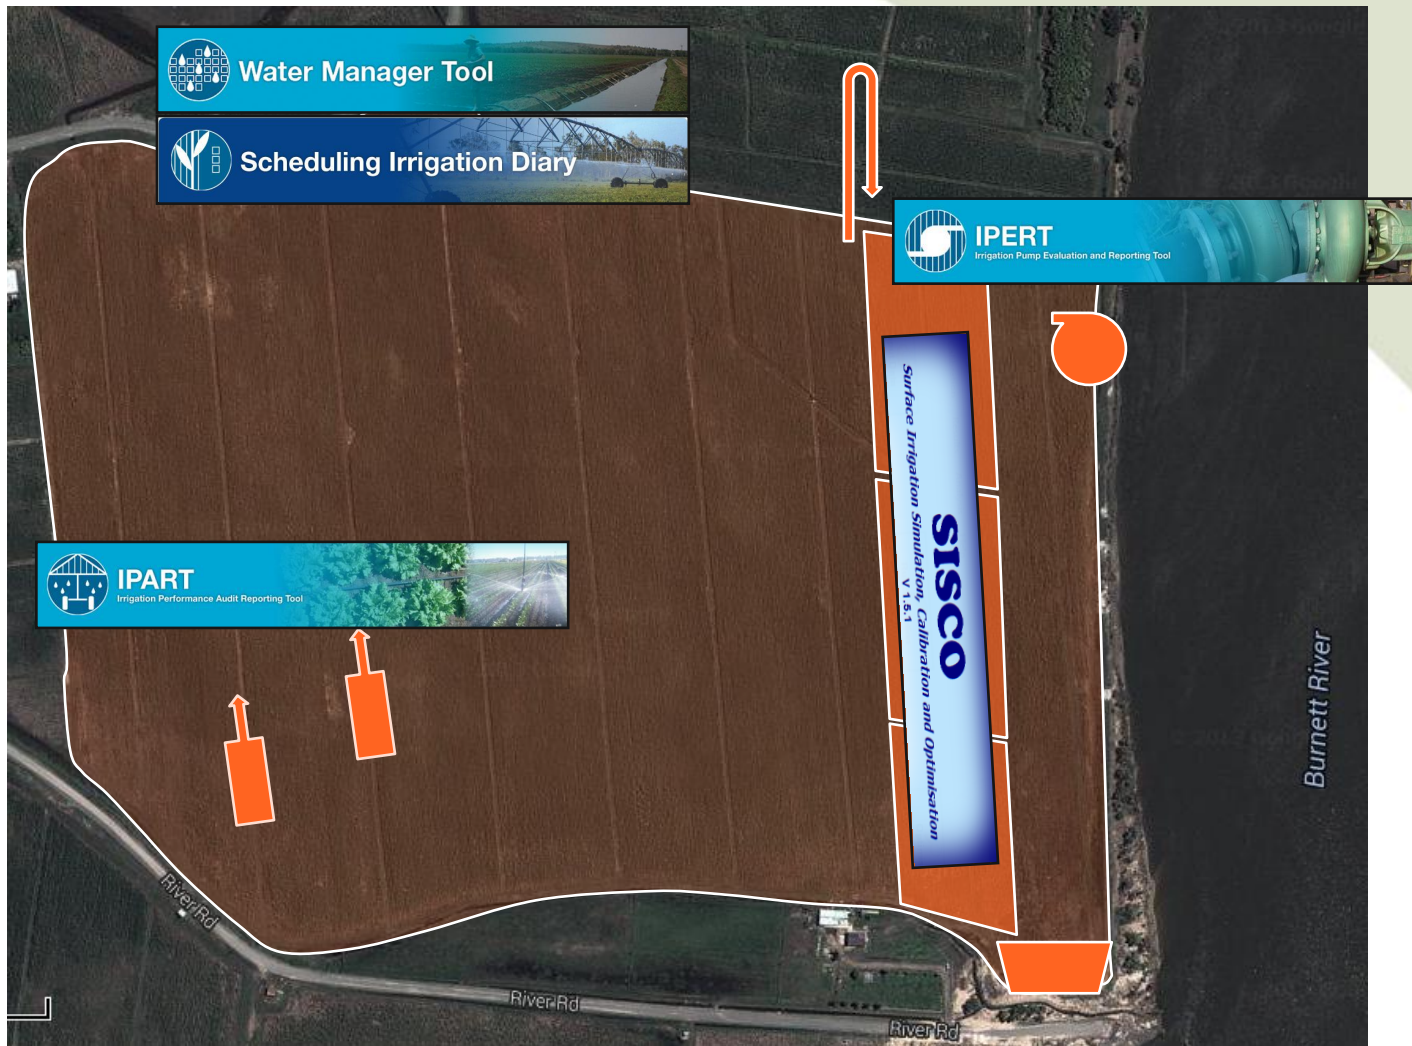 Water Manager Tool
Scheduling Irrigation Diary
IPERT
Irrigation Pump Evaluation and Reporting Tool
SISCO
Surface Irrigation Simulation, Calibration and Optimisation
V 1.5.1
IPART
Irrigation Performance Audit Reporting Tool
Burnett River
River Rd
River Rd
River Rd